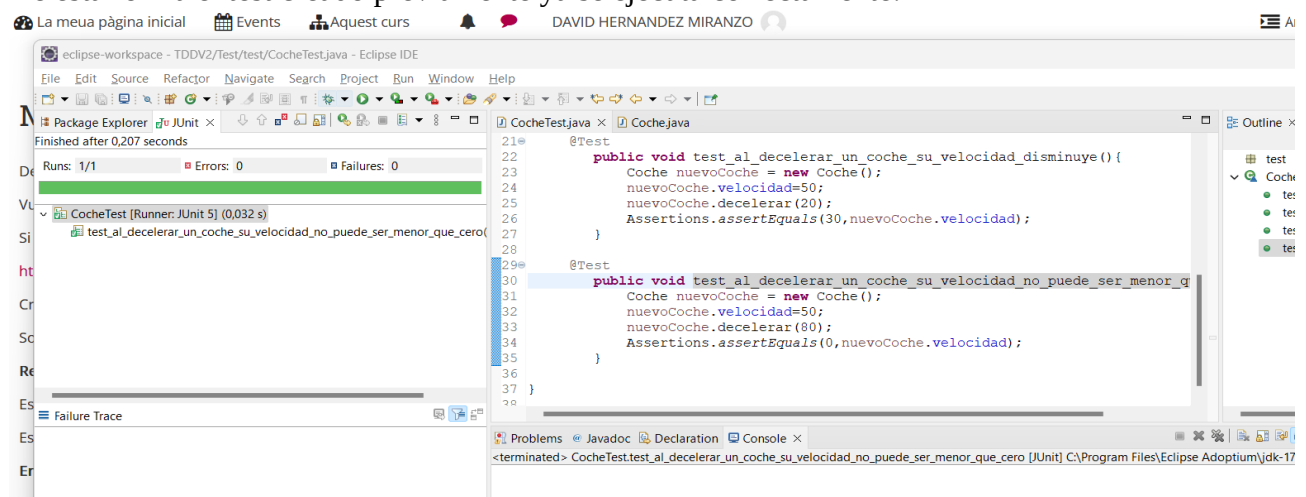 La meua pàgina inicial Events Aquest curs DAVID HERNANDEZ MIRANZO
eclipse-workspace - TDDV2/Test/test/CocheTest.java - Eclipse IDE
File Edit Source Refactor Navigate Search Project Run Window Help
Package Explorer JUnit
Finished after 0,207 seconds
Runs: 1/1 Errors: 0 Failures: 0
CocheTest [Runner: JUnit 5] (0,032 s)
test_al_decelerar_un_coche_su_velocidad_no_puede_ser_menor_que_cero(
Failure Trace
CocheTest.java Coche.java
21 @Test
22 public void test_al_decelerar_un_coche_su_velocidad_disminuye(){
23 Coche nuevoCoche = new Coche();
24 nuevoCoche.velocidad=50;
25 nuevoCoche.decelerar(20);
26 Assertions.assertEquals(30,nuevoCoche.velocidad);
27 }
28
29 @Test
30 public void test_al_decelerar_un_coche_su_velocidad_no_puede_ser_menor_q
31 Coche nuevoCoche = new Coche();
32 nuevoCoche.velocidad=50;
33 nuevoCoche.decelerar(80);
34 Assertions.assertEquals(0,nuevoCoche.velocidad);
35 }
36
37 }
38
Outline
test
Coche
tes
tes
tes
tes
Problems Javadoc Declaration Console
<terminated> CocheTest.test_al_decelerar_un_coche_su_velocidad_no_puede_ser_menor_que_cero [JUnit] C:\Program Files\Eclipse Adoptium\jdk-17